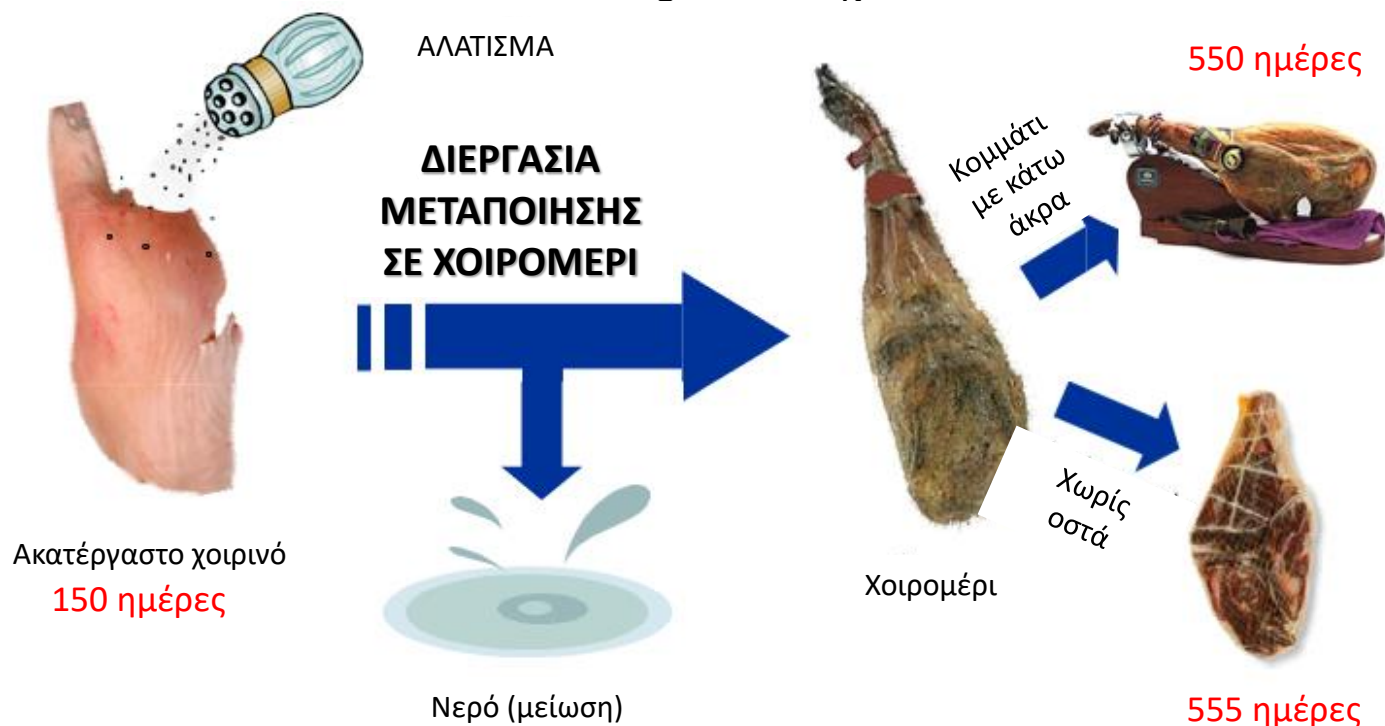 ΑΛΑΤΙΣΜΑ
550 ημέρες
ΔΙΕΡΓΑΣΙΑ
ΜΕΤΑΠΟΙΗΣΗΣ
ΣΕ ΧΟΙΡΟΜΕΡΙ
Κομμάτι
με κάτω
άκρα
Χωρίς
οστά
Ακατέργαστο χοιρινό
150 ημέρες
Χοιρομέρι
Νερό (μείωση)
555 ημέρες